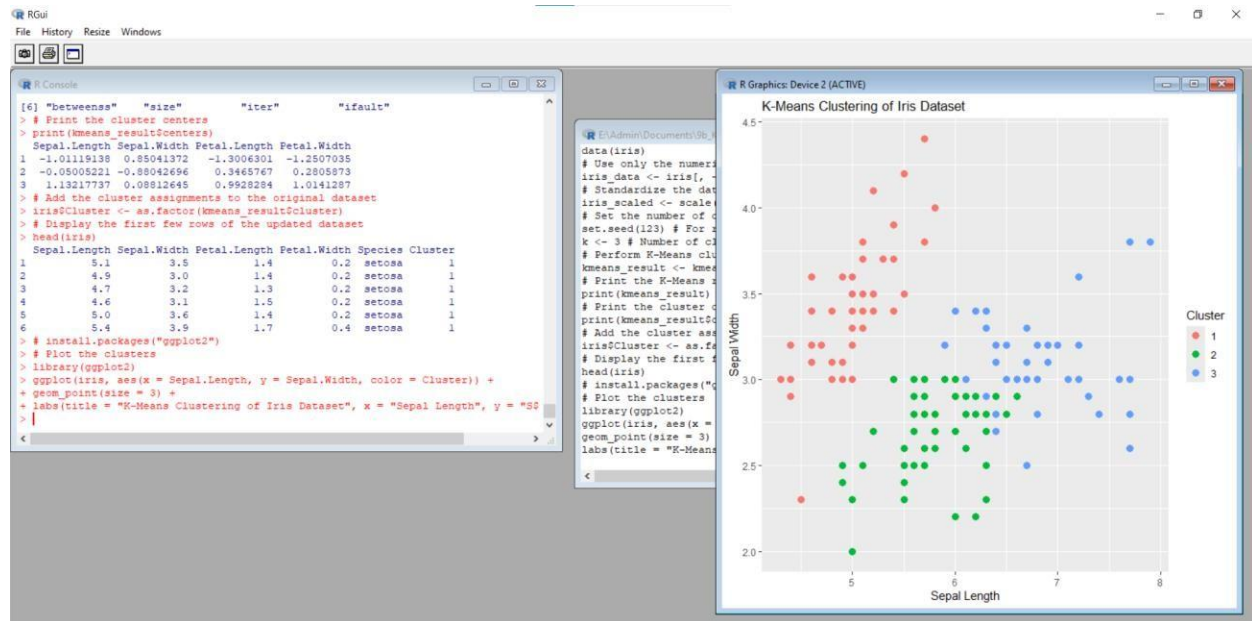 RGui
File History Resize Windows
R Console
[6] "betweenss" "size" "iter" "ifault"
> # Print the cluster centers
> print(kmeans_result$centers)
Sepal.Length Sepal.Width Petal.Length Petal.Width
1 -1.01119138 0.85041372 -1.3006301 -1.2507035
2 -0.05005221 -0.88042696 0.3465767 0.2805873
3 1.13217737 0.08812645 0.9928284 1.0141287
> # Add the cluster assignments to the original dataset
> iris$Cluster <- as.factor(kmeans_result$cluster)
> # Display the first few rows of the updated dataset
> head(iris)
Sepal.Length Sepal.Width Petal.Length Petal.Width Species Cluster
1 5.1 3.5 1.4 0.2 setosa 1
2 4.9 3.0 1.4 0.2 setosa 1
3 4.7 3.2 1.3 0.2 setosa 1
4 4.6 3.1 1.5 0.2 setosa 1
5 5.0 3.6 1.4 0.2 setosa 1
6 5.4 3.9 1.7 0.4 setosa 1
> # install.packages("ggplot2")
> # Plot the clusters
> library(ggplot2)
> ggplot(iris, aes(x = Sepal.Length, y = Sepal.Width, color = Cluster)) +
+ geom_point(size = 3) +
+ labs(title = "K-Means Clustering of Iris Dataset", x = "Sepal Length", y = "S$
>
E:\Admin\Documents\9b_
data(iris)
# Use only the numeri
iris_data <- iris[, -
# Standardize the dat
iris_scaled <- scale(
# Set the number of c
set.seed(123) # For r
k <- 3 # Number of cl
# Perform K-Means clu
kmeans_result <- kmea
# Print the K-Means r
print(kmeans_result)
# Print the cluster c
print(kmeans_result$c
# Add the cluster ass
iris$Cluster <- as.fa
# Display the first f
head(iris)
# install.packages("g
# Plot the clusters
library(ggplot2)
ggplot(iris, aes(x =
geom_point(size = 3)
labs(title = "K-Means
R Graphics: Device 2 (ACTIVE)
K-Means Clustering of Iris Dataset
4.5
4.0
3.5
3.0
2.5
2.0
Sepal Width
5 6 7 8
Sepal Length
Cluster
1
2
3